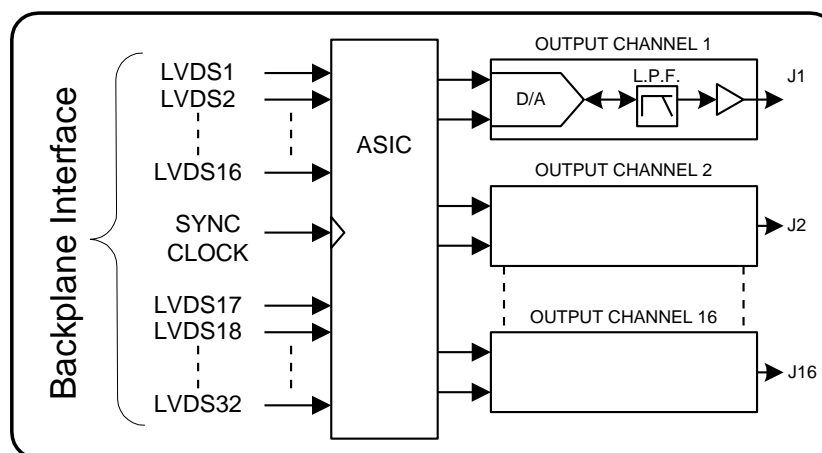 Backplane Interface
LVDS1
LVDS2
LVDS16
SYNC
CLOCK
LVDS17
LVDS18
LVDS32
ASIC
OUTPUT CHANNEL 1
D/A
L.P.F.
J1
OUTPUT CHANNEL 2
J2
OUTPUT CHANNEL 16
J16